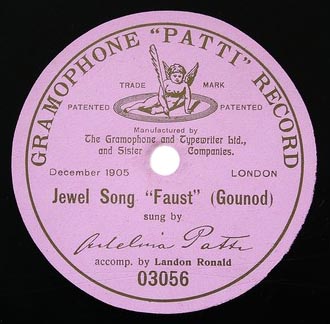 GRAMOPHONE "PATTI" RECORD
TRADE MARK
PATENTED PATENTED
Manufactured by
The Gramophone and Typewriter Ltd.,
and Sister Companies.
December 1905 LONDON
Jewel Song "Faust" (Gounod)
sung by
Adelina Patti
accomp. by Landon Ronald
03056